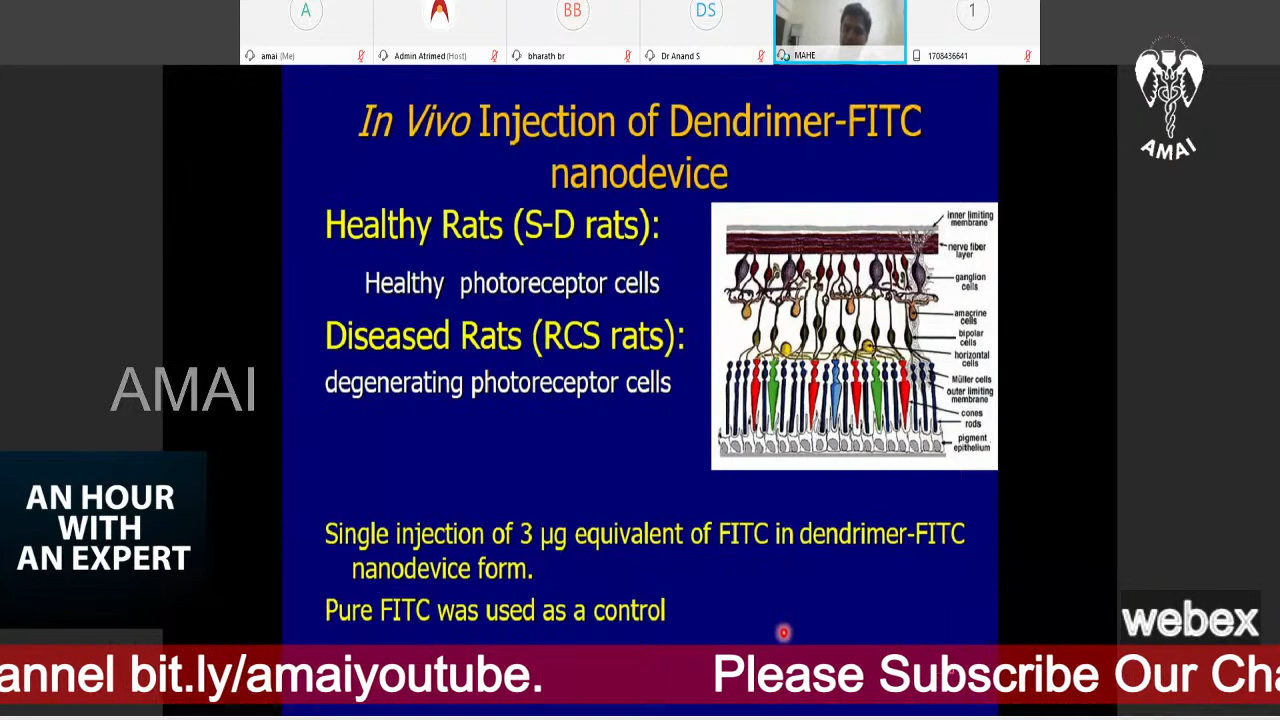 A
BB
DS
1
amai (Me)
Admin Atrimed (Host)
bharath br
Dr Anand S
MAHE
1708436641
AMAI
In Vivo Injection of Dendrimer-FITC
nanodevice
Healthy Rats (S-D rats):
Healthy photoreceptor cells
Diseased Rats (RCS rats):
degenerating photoreceptor cells
inner limiting
membrane
nerve fiber
layer
ganglion
cells
amacrine
cells
bipolar
cells
horizontal
cells
Müller cells
outer limiting
membrane
cones
rods
pigment
epithelium
Single injection of 3 µg equivalent of FITC in dendrimer-FITC
nanodevice form.
Pure FITC was used as a control
AMAI
AN HOUR
WITH
AN EXPERT
webex
annel bit.ly/amaiyoutube. Please Subscribe Our Cha